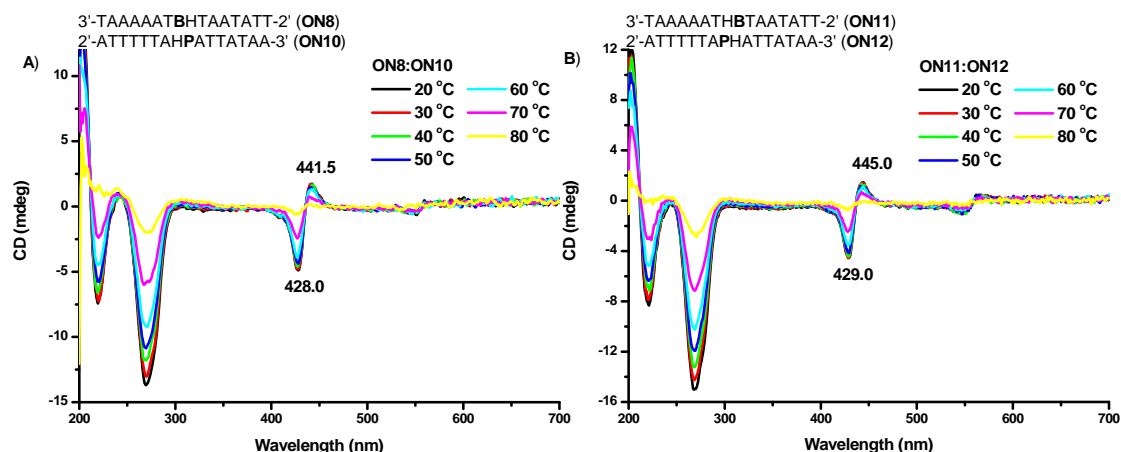 3'-TAAAAATBHTAATATT-2' (ON8)
2'-ATTTTTAHPATTATAA-3' (ON10)
A)
ON8:ON10
20 °C
60 °C
30 °C
70 °C
40 °C
80 °C
50 °C
441.5
428.0
10
5
0
-5
-10
-15
CD (mdeg)
200 300 400 500 600 700
Wavelength (nm)
3'-TAAAAATHBTAATATT-2' (ON11)
2'-ATTTTTAPHATTATAA-3' (ON12)
B)
ON11:ON12
20 °C
60 °C
30 °C
70 °C
40 °C
80 °C
50 °C
445.0
429.0
12
8
4
0
-4
-8
-12
-16
CD (mdeg)
200 300 400 500 600 700
Wavelength (nm)